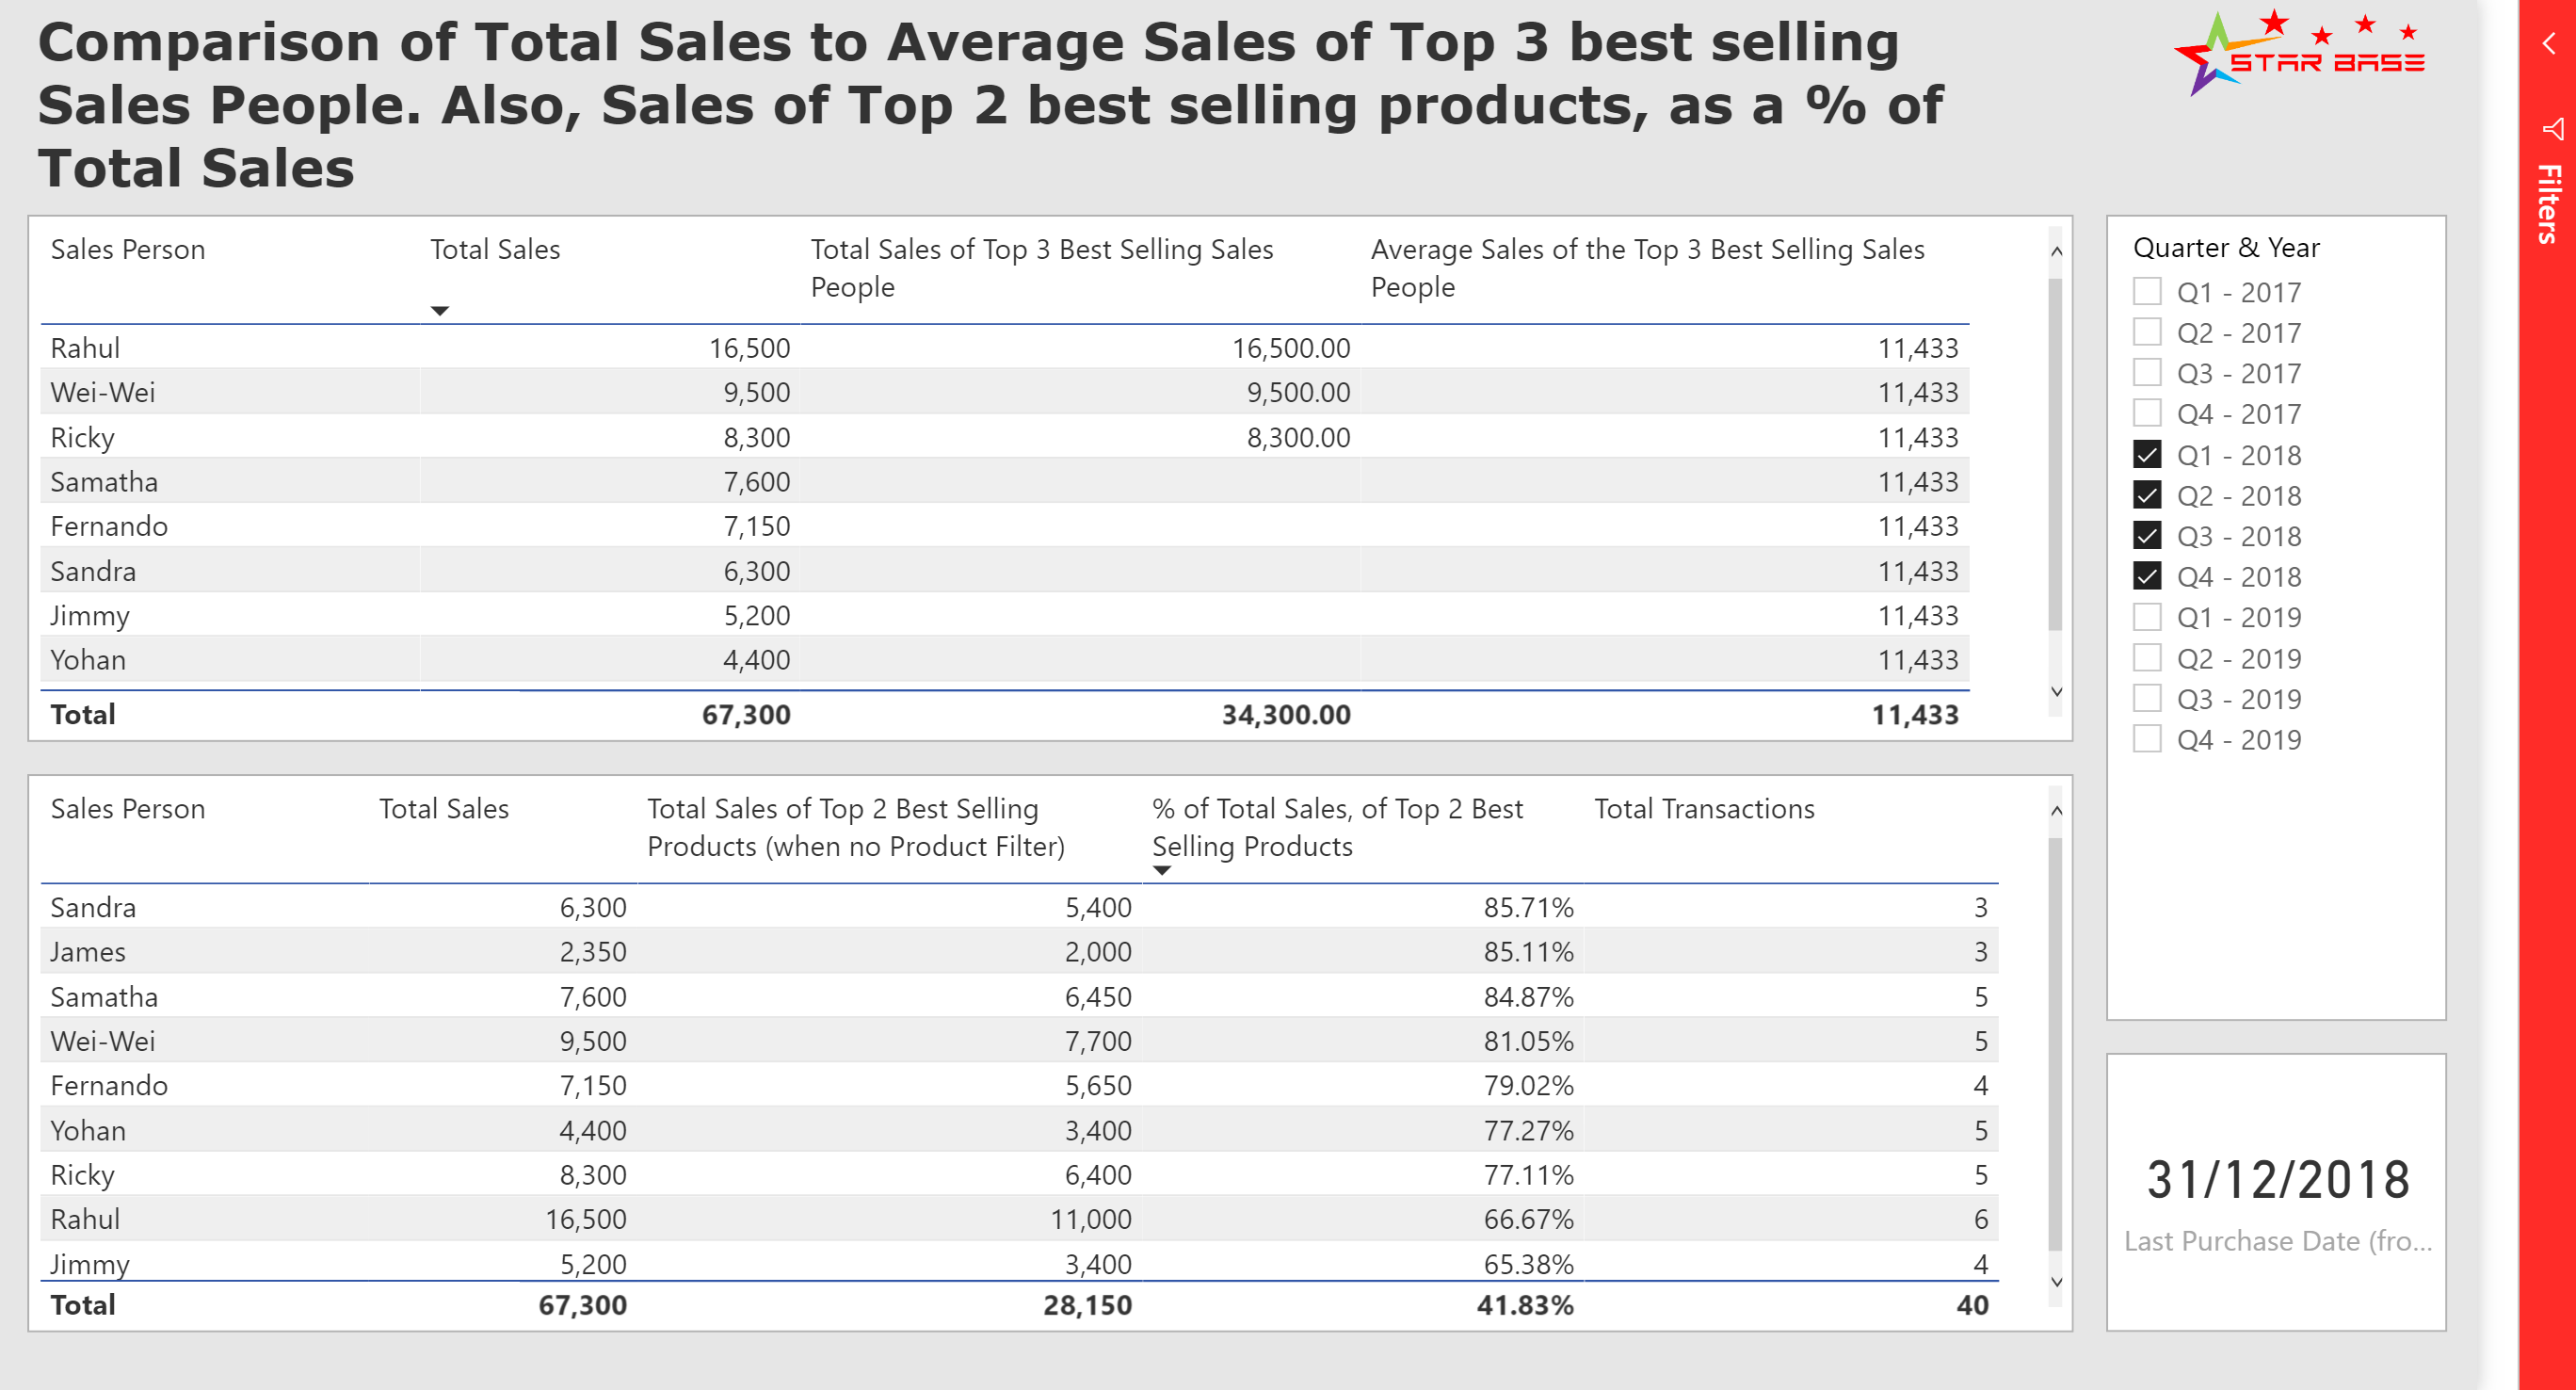 Comparison of Total Sales to Average Sales of Top 3 best selling
Sales People. Also, Sales of Top 2 best selling products, as a % of
Total Sales
STAR BASE
Filters
Sales Person Total Sales Total Sales of Top 3 Best Selling Sales People Average Sales of the Top 3 Best Selling Sales People
Rahul 16,500 16,500.00 11,433
Wei-Wei 9,500 9,500.00 11,433
Ricky 8,300 8,300.00 11,433
Samatha 7,600 11,433
Fernando 7,150 11,433
Sandra 6,300 11,433
Jimmy 5,200 11,433
Yohan 4,400 11,433
Total 67,300 34,300.00 11,433
Quarter & Year
Q1 - 2017
Q2 - 2017
Q3 - 2017
Q4 - 2017
Q1 - 2018
Q2 - 2018
Q3 - 2018
Q4 - 2018
Q1 - 2019
Q2 - 2019
Q3 - 2019
Q4 - 2019
Sales Person Total Sales Total Sales of Top 2 Best Selling Products (when no Product Filter) % of Total Sales, of Top 2 Best Selling Products Total Transactions
Sandra 6,300 5,400 85.71% 3
James 2,350 2,000 85.11% 3
Samatha 7,600 6,450 84.87% 5
Wei-Wei 9,500 7,700 81.05% 5
Fernando 7,150 5,650 79.02% 4
Yohan 4,400 3,400 77.27% 5
Ricky 8,300 6,400 77.11% 5
Rahul 16,500 11,000 66.67% 6
Jimmy 5,200 3,400 65.38% 4
Total 67,300 28,150 41.83% 40
31/12/2018
Last Purchase Date (fro...